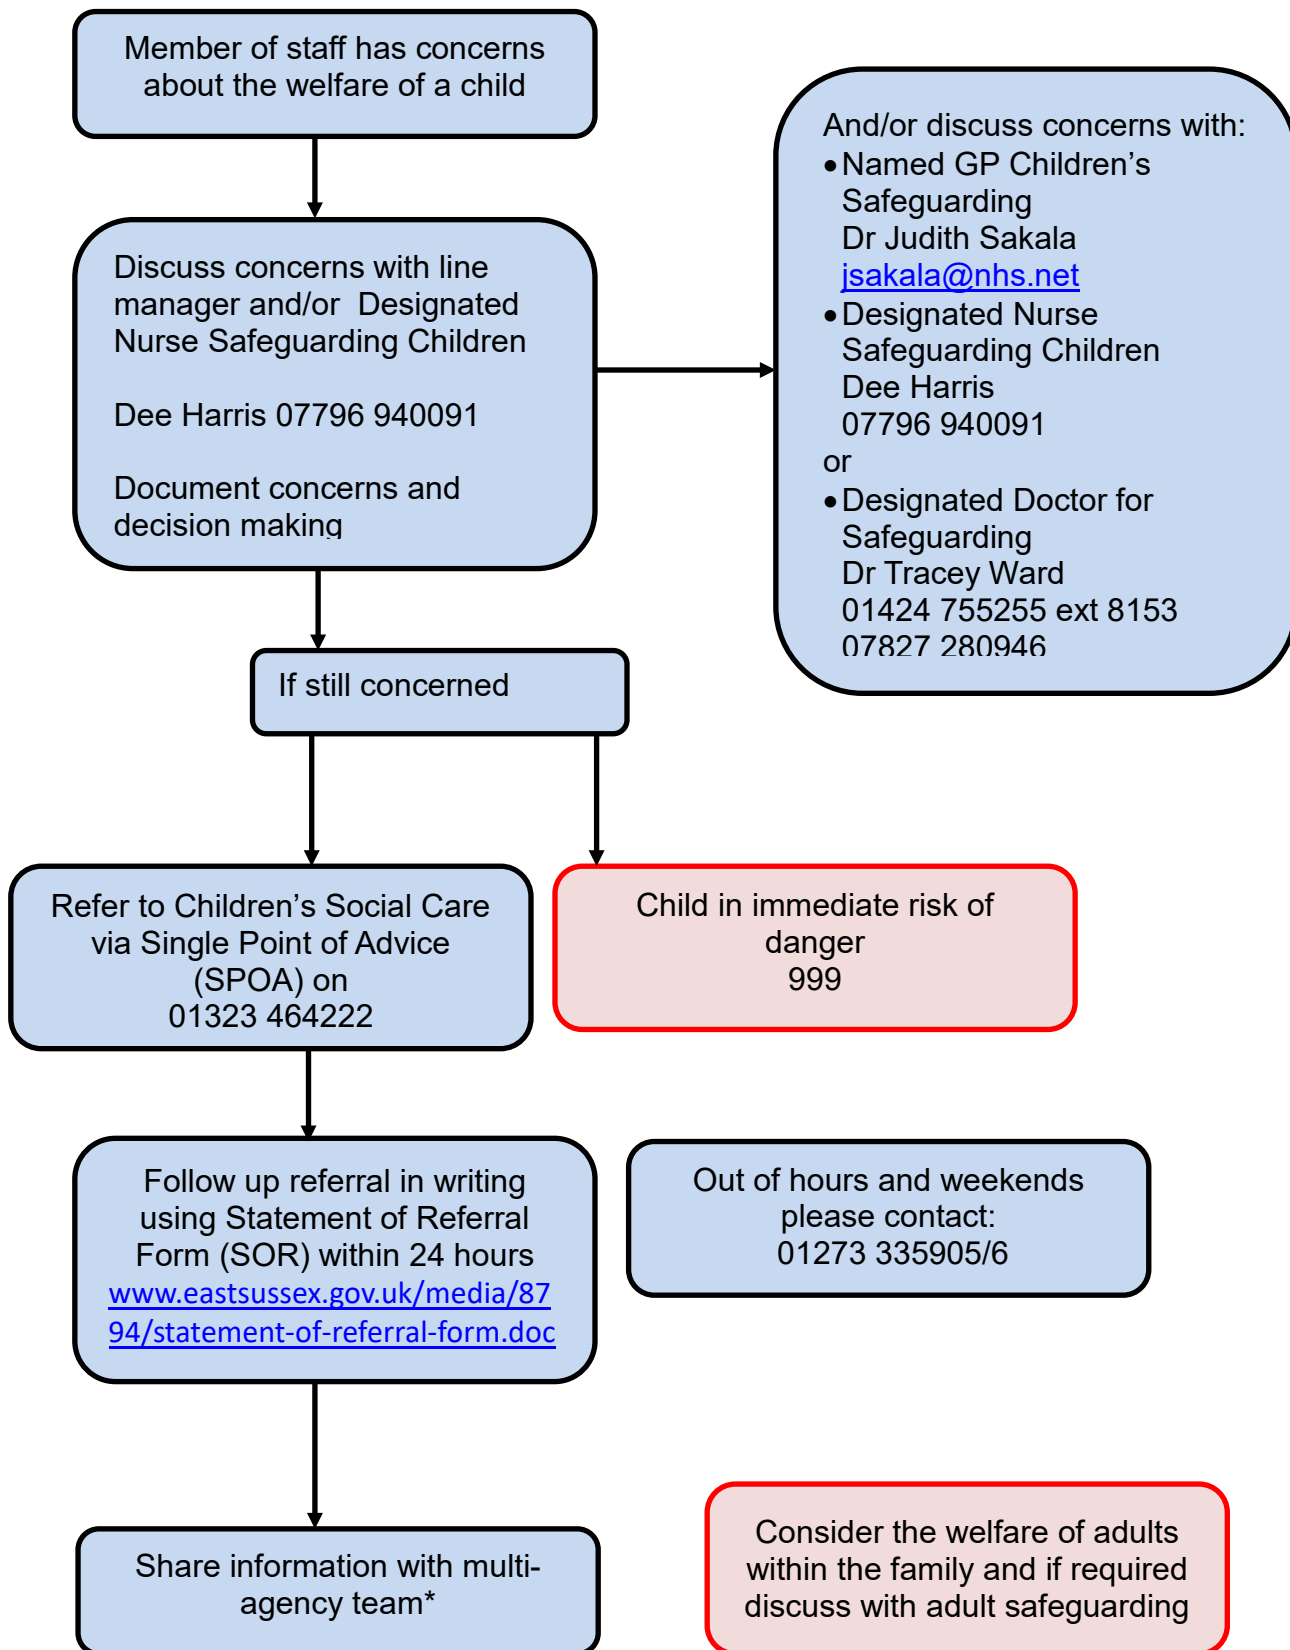 Member of staff has concerns
about the welfare of a child
And/or discuss concerns with:
•Named GP Children’s
Safeguarding
Dr Judith Sakala
jsakala@nhs.net
•Designated Nurse
Safeguarding Children
Dee Harris
07796 940091
or
•Designated Doctor for
Safeguarding
Dr Tracey Ward
01424 755255 ext 8153
07827 280946
Discuss concerns with line
manager and/or  Designated
Nurse Safeguarding Children
Dee Harris 07796 940091
Document concerns and
decision making
If still concerned
Refer to Children’s Social Care
via Single Point of Advice
(SPOA) on
01323 464222
Child in immediate risk of
danger
999
Follow up referral in writing
using Statement of Referral
Form (SOR) within 24 hours
www.eastsussex.gov.uk/media/87
94/statement-of-referral-form.doc
Out of hours and weekends
please contact:
01273 335905/6
Share information with multi-
agency team*
Consider the welfare of adults
within the family and if required
discuss with adult safeguarding